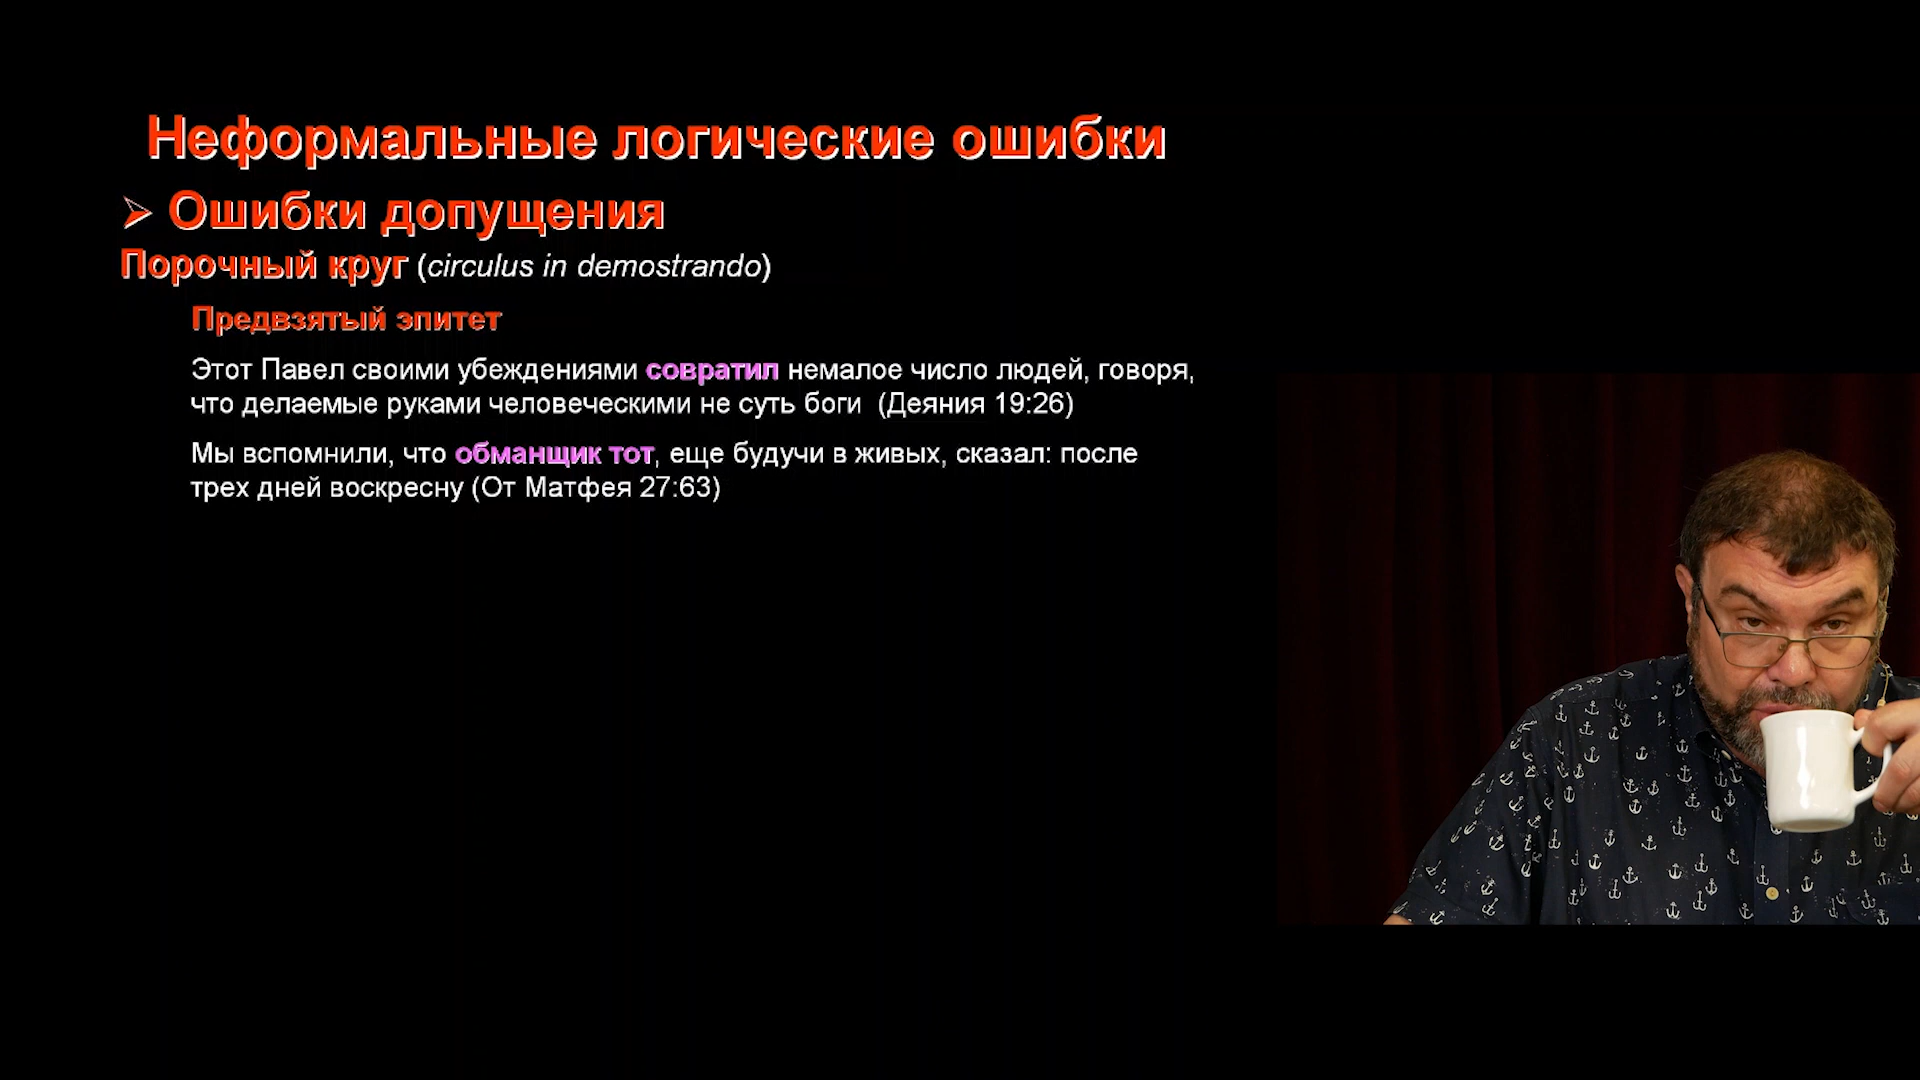 Неформальные логические ошибки
Ошибки допущения
Порочный круг (circulus in demostrando)
Предвзятый эпитет
Этот Павел своими убеждениями совратил немалое число людей, говоря,
что делаемые руками человеческими не суть боги (Деяния 19:26)
Мы вспомнили, что обманщик тот, еще будучи в живых, сказал: после
трех дней воскресну (От Матфея 27:63)